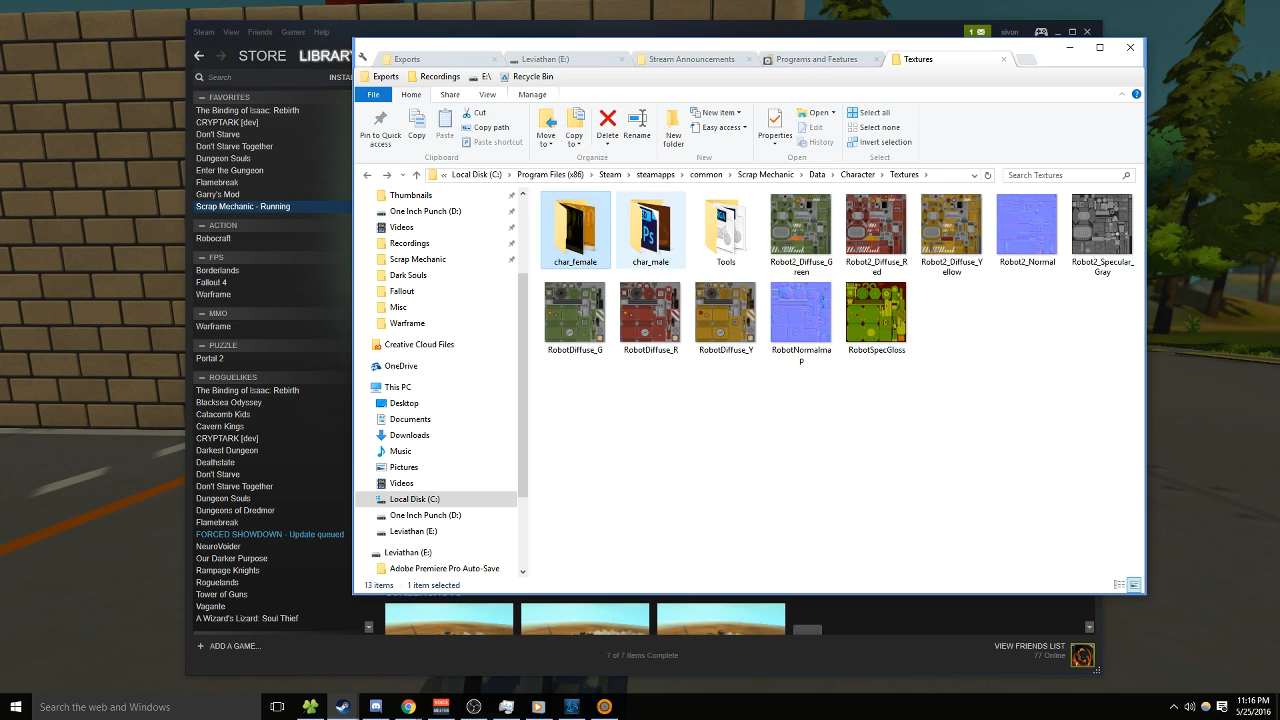 Steam View Friends Games Help
1
sivon
STORE LIBRAR
Search
INSTA
FAVORITES
The Binding of Isaac: Rebirth
CRYPTARK [dev]
Don't Starve
Don't Starve Together
Dungeon Souls
Enter the Gungeon
Flamebreak
Garry's Mod
Scrap Mechanic - Running
ACTION
Robocraft
FPS
Borderlands
Fallout 4
Warframe
MMO
Warframe
PUZZLE
Portal 2
ROGUELIKES
The Binding of Isaac: Rebirth
Blacksea Odyssey
Catacomb Kids
Cavern Kings
CRYPTARK [dev]
Darkest Dungeon
Deathstate
Don't Starve
Don't Starve Together
Dungeon Souls
Dungeons of Dredmor
Flamebreak
FORCED SHOWDOWN - Update queued
NeuroVoider
Our Darker Purpose
Rampage Knights
Roguelands
Tower of Guns
Vagante
A Wizard's Lizard: Soul Thief
ADD A GAME...
7 of 7 Items Complete
VIEW FRIENDS LIST
77 Online
Exports
Leviathan (E:)
Stream Announcements
Programs and Features
Textures
Exports Recordings E:\ Recycle Bin
File Home Share View Manage
Pin to Quick access
Copy
Paste
Cut
Copy path
Paste shortcut
Clipboard
Move to
Copy to
Delete
Rename
Organize
New folder
New item
Easy access
New
Properties
Open
Edit
History
Open
Select all
Select none
Invert selection
Select
« Local Disk (C:) Program Files (x86) Steam steamapps common Scrap Mechanic Data Character Textures
Search Textures
Thumbnails
One Inch Punch (D:)
Videos
Recordings
Scrap Mechanic
Dark Souls
Fallout
Misc
Warframe
Creative Cloud Files
OneDrive
This PC
Desktop
Documents
Downloads
Music
Pictures
Videos
Local Disk (C:)
One Inch Punch (D:)
Leviathan (E:)
Leviathan (E:)
Adobe Premiere Pro Auto-Save
Ps
char_female
char_male
Tools
Robot2_Diffuse_Green
Robot2_Diffuse_Red
Robot2_Diffuse_Yellow
Robot2_Normal
Robot2_Specular_Gray
RobotDiffuse_G
RobotDiffuse_R
RobotDiffuse_Y
RobotNormalmap
RobotSpecGloss
13 items 1 item selected
Search the web and Windows
11:16 PM
5/25/2016